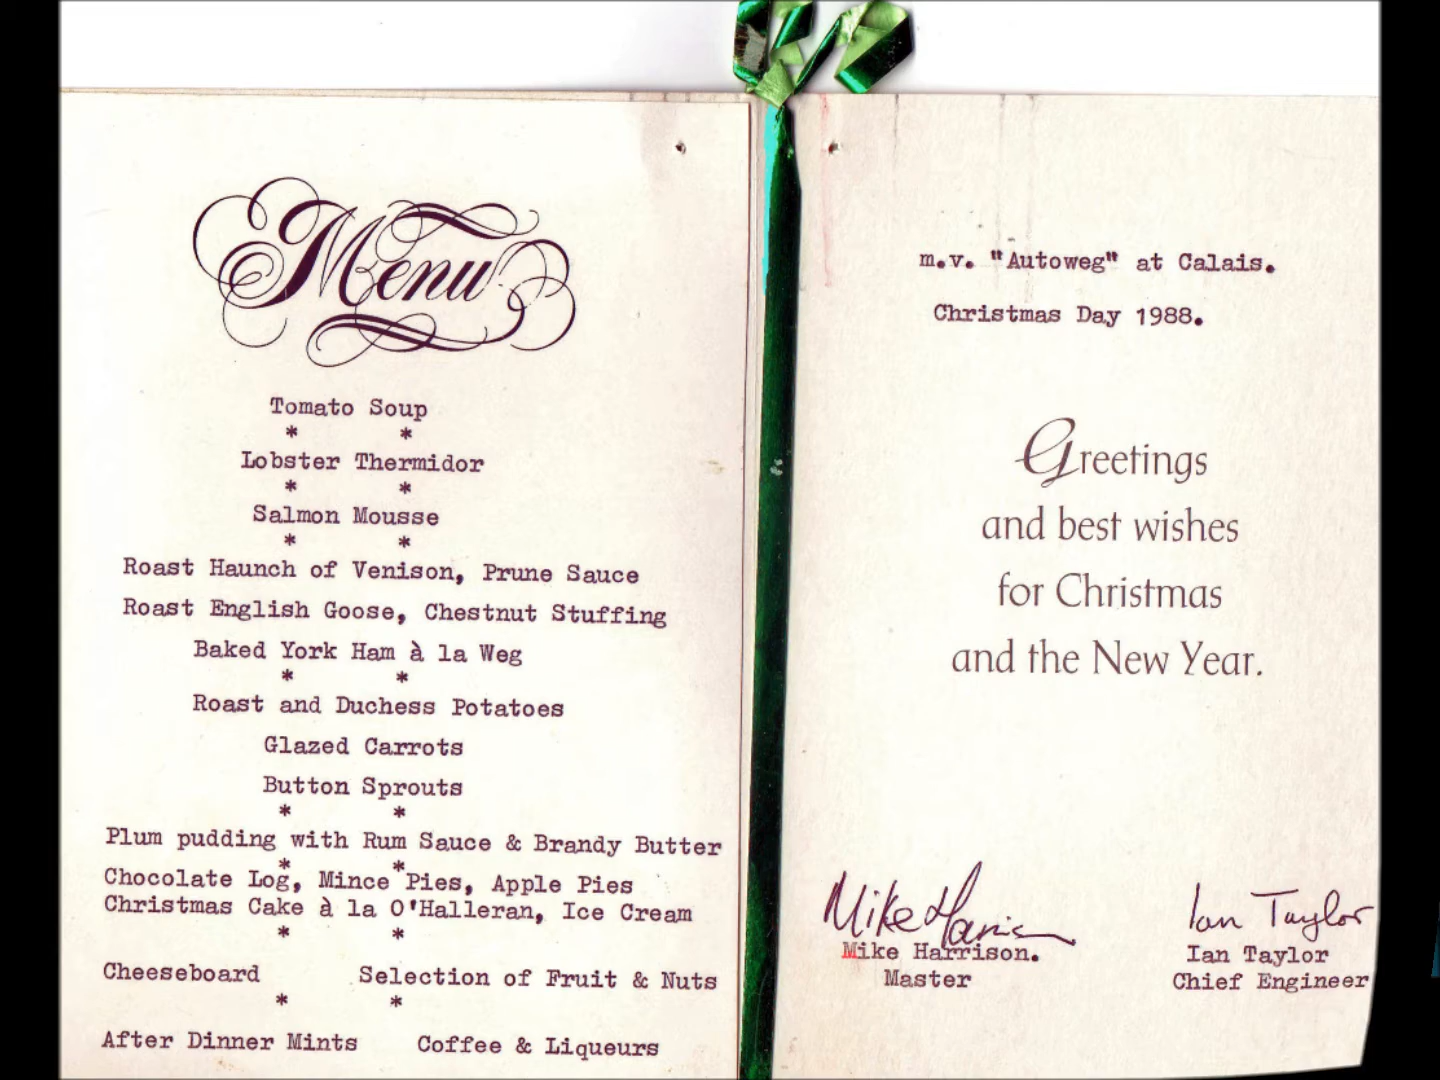 Menu
Tomato Soup
* *
Lobster Thermidor
* *
Salmon Mousse
* *
Roast Haunch of Venison, Prune Sauce
Roast English Goose, Chestnut Stuffing
Baked York Ham à la Weg
* *
Roast and Duchess Potatoes
Glazed Carrots
Button Sprouts
* *
Plum pudding with Rum Sauce & Brandy Butter
* *
Chocolate Log, Mince Pies, Apple Pies
Christmas Cake à la O'Halleran, Ice Cream
* *
Cheeseboard Selection of Fruit & Nuts
* *
After Dinner Mints Coffee & Liqueurs
m.v. "Autoweg" at Calais.
Christmas Day 1988.
Greetings
and best wishes
for Christmas
and the New Year.
Mike Harrison Ian Taylor
Mike Harrison. Ian Taylor
Master Chief Engineer